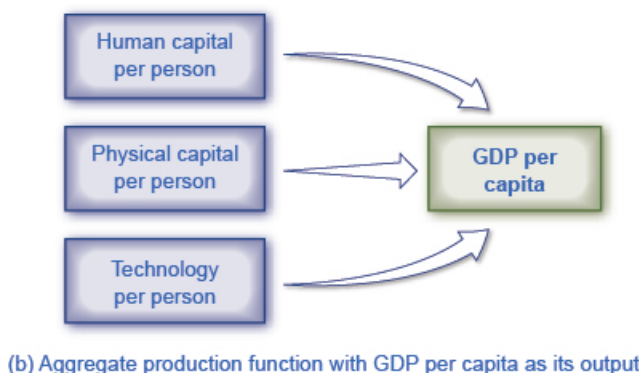 Human capital
per person
Physical capital
per person
GDP per
capita
Technology
per person
(b) Aggregate production function with GDP per capita as its output